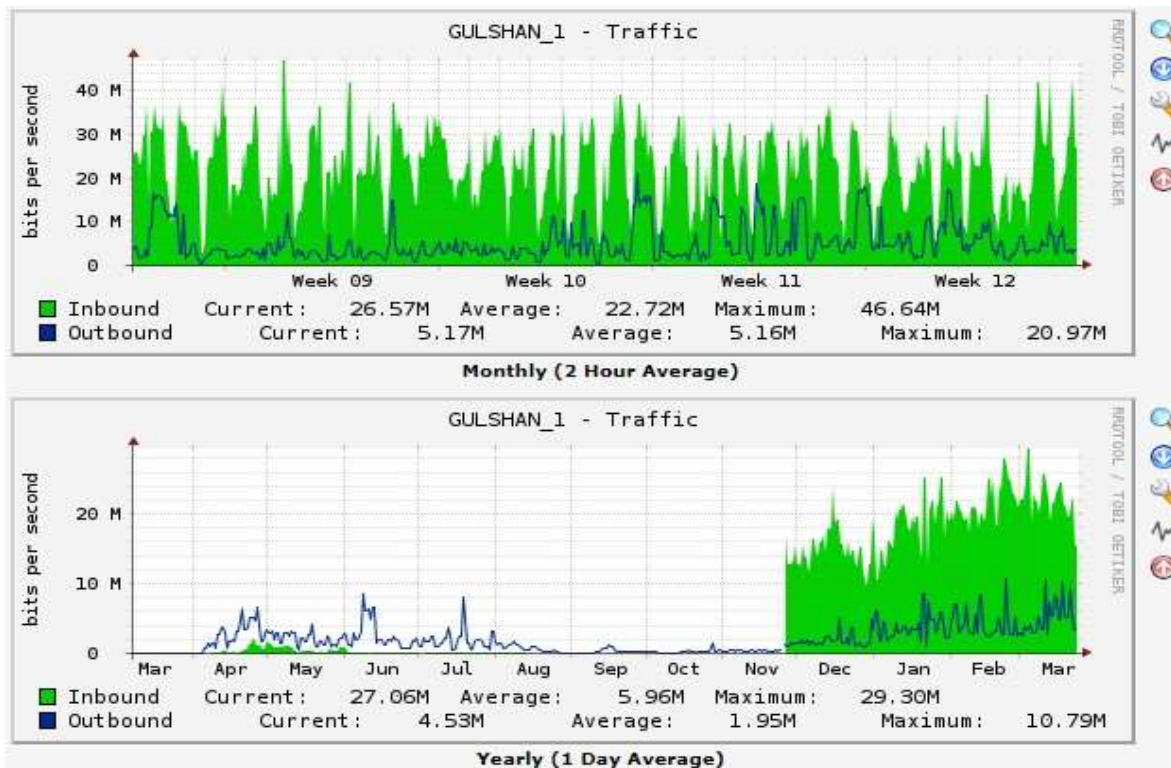 GULSHAN_1 - Traffic
RRDTOOL / TOBI OETIKER
bits per second
40 M
30 M
20 M
10 M
0
Week 09 Week 10 Week 11 Week 12
Inbound Current: 26.57M Average: 22.72M Maximum: 46.64M
Outbound Current: 5.17M Average: 5.16M Maximum: 20.97M
Monthly (2 Hour Average)
GULSHAN_1 - Traffic
RRDTOOL / TOBI OETIKER
bits per second
20 M
10 M
0
Mar Apr May Jun Jul Aug Sep Oct Nov Dec Jan Feb Mar
Inbound Current: 27.06M Average: 5.96M Maximum: 29.30M
Outbound Current: 4.53M Average: 1.95M Maximum: 10.79M
Yearly (1 Day Average)